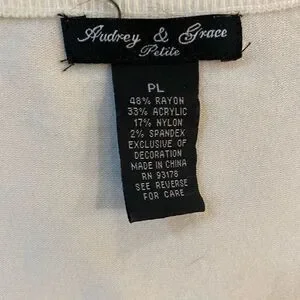 Audrey & Grace
Petite
PL
48% RAYON
33% ACRYLIC
17% NYLON
2% SPANDEX
EXCLUSIVE OF
DECORATION
MADE IN CHINA
RN 93176
SEE REVERSE
FOR CARE